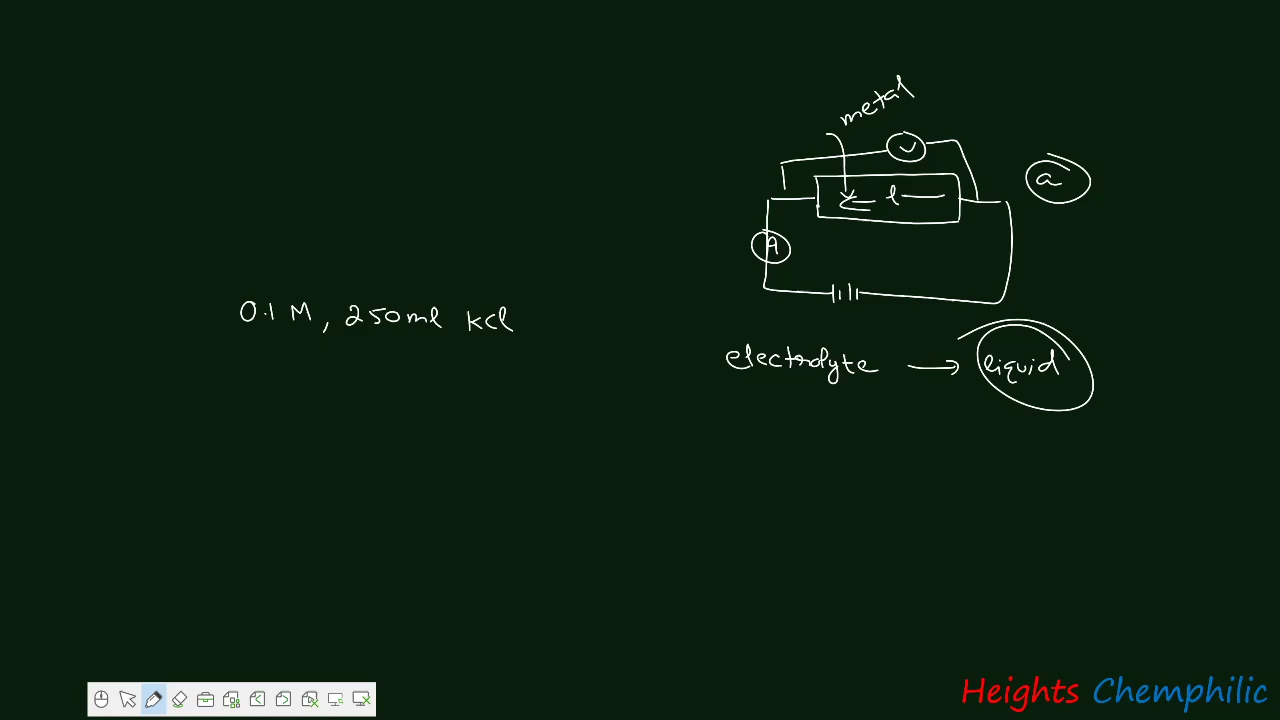 metal
V
l
a
A
0.1 M, 250ml KCl
electrolyte → liquid
Heights Chemphilic